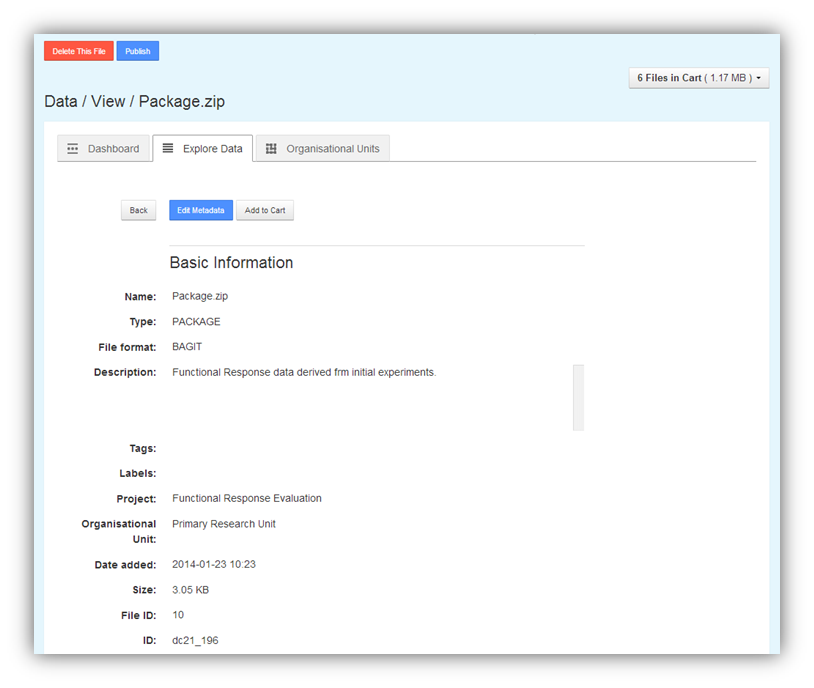 Delete This File Publish
6 Files in Cart ( 1.17 MB )
Data / View / Package.zip
Dashboard Explore Data Organisational Units
Back Edit Metadata Add to Cart
Basic Information
Name: Package.zip
Type: PACKAGE
File format: BAGIT
Description: Functional Response data derived frm initial experiments.
Tags:
Labels:
Project: Functional Response Evaluation
Organisational Primary Research Unit
Unit:
Date added: 2014-01-23 10:23
Size: 3.05 KB
File ID: 10
ID: dc21_196